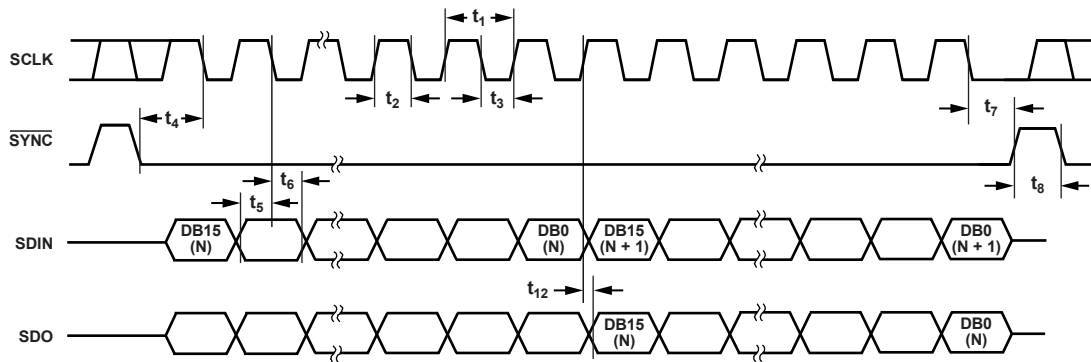 t1
SCLK
t2
t3
t4
t7
SYNC
t6
t8
t5
SDIN
DB15
(N)
DB0
(N)
DB15
(N + 1)
DB0
(N + 1)
t12
SDO
DB15
(N)
DB0
(N)